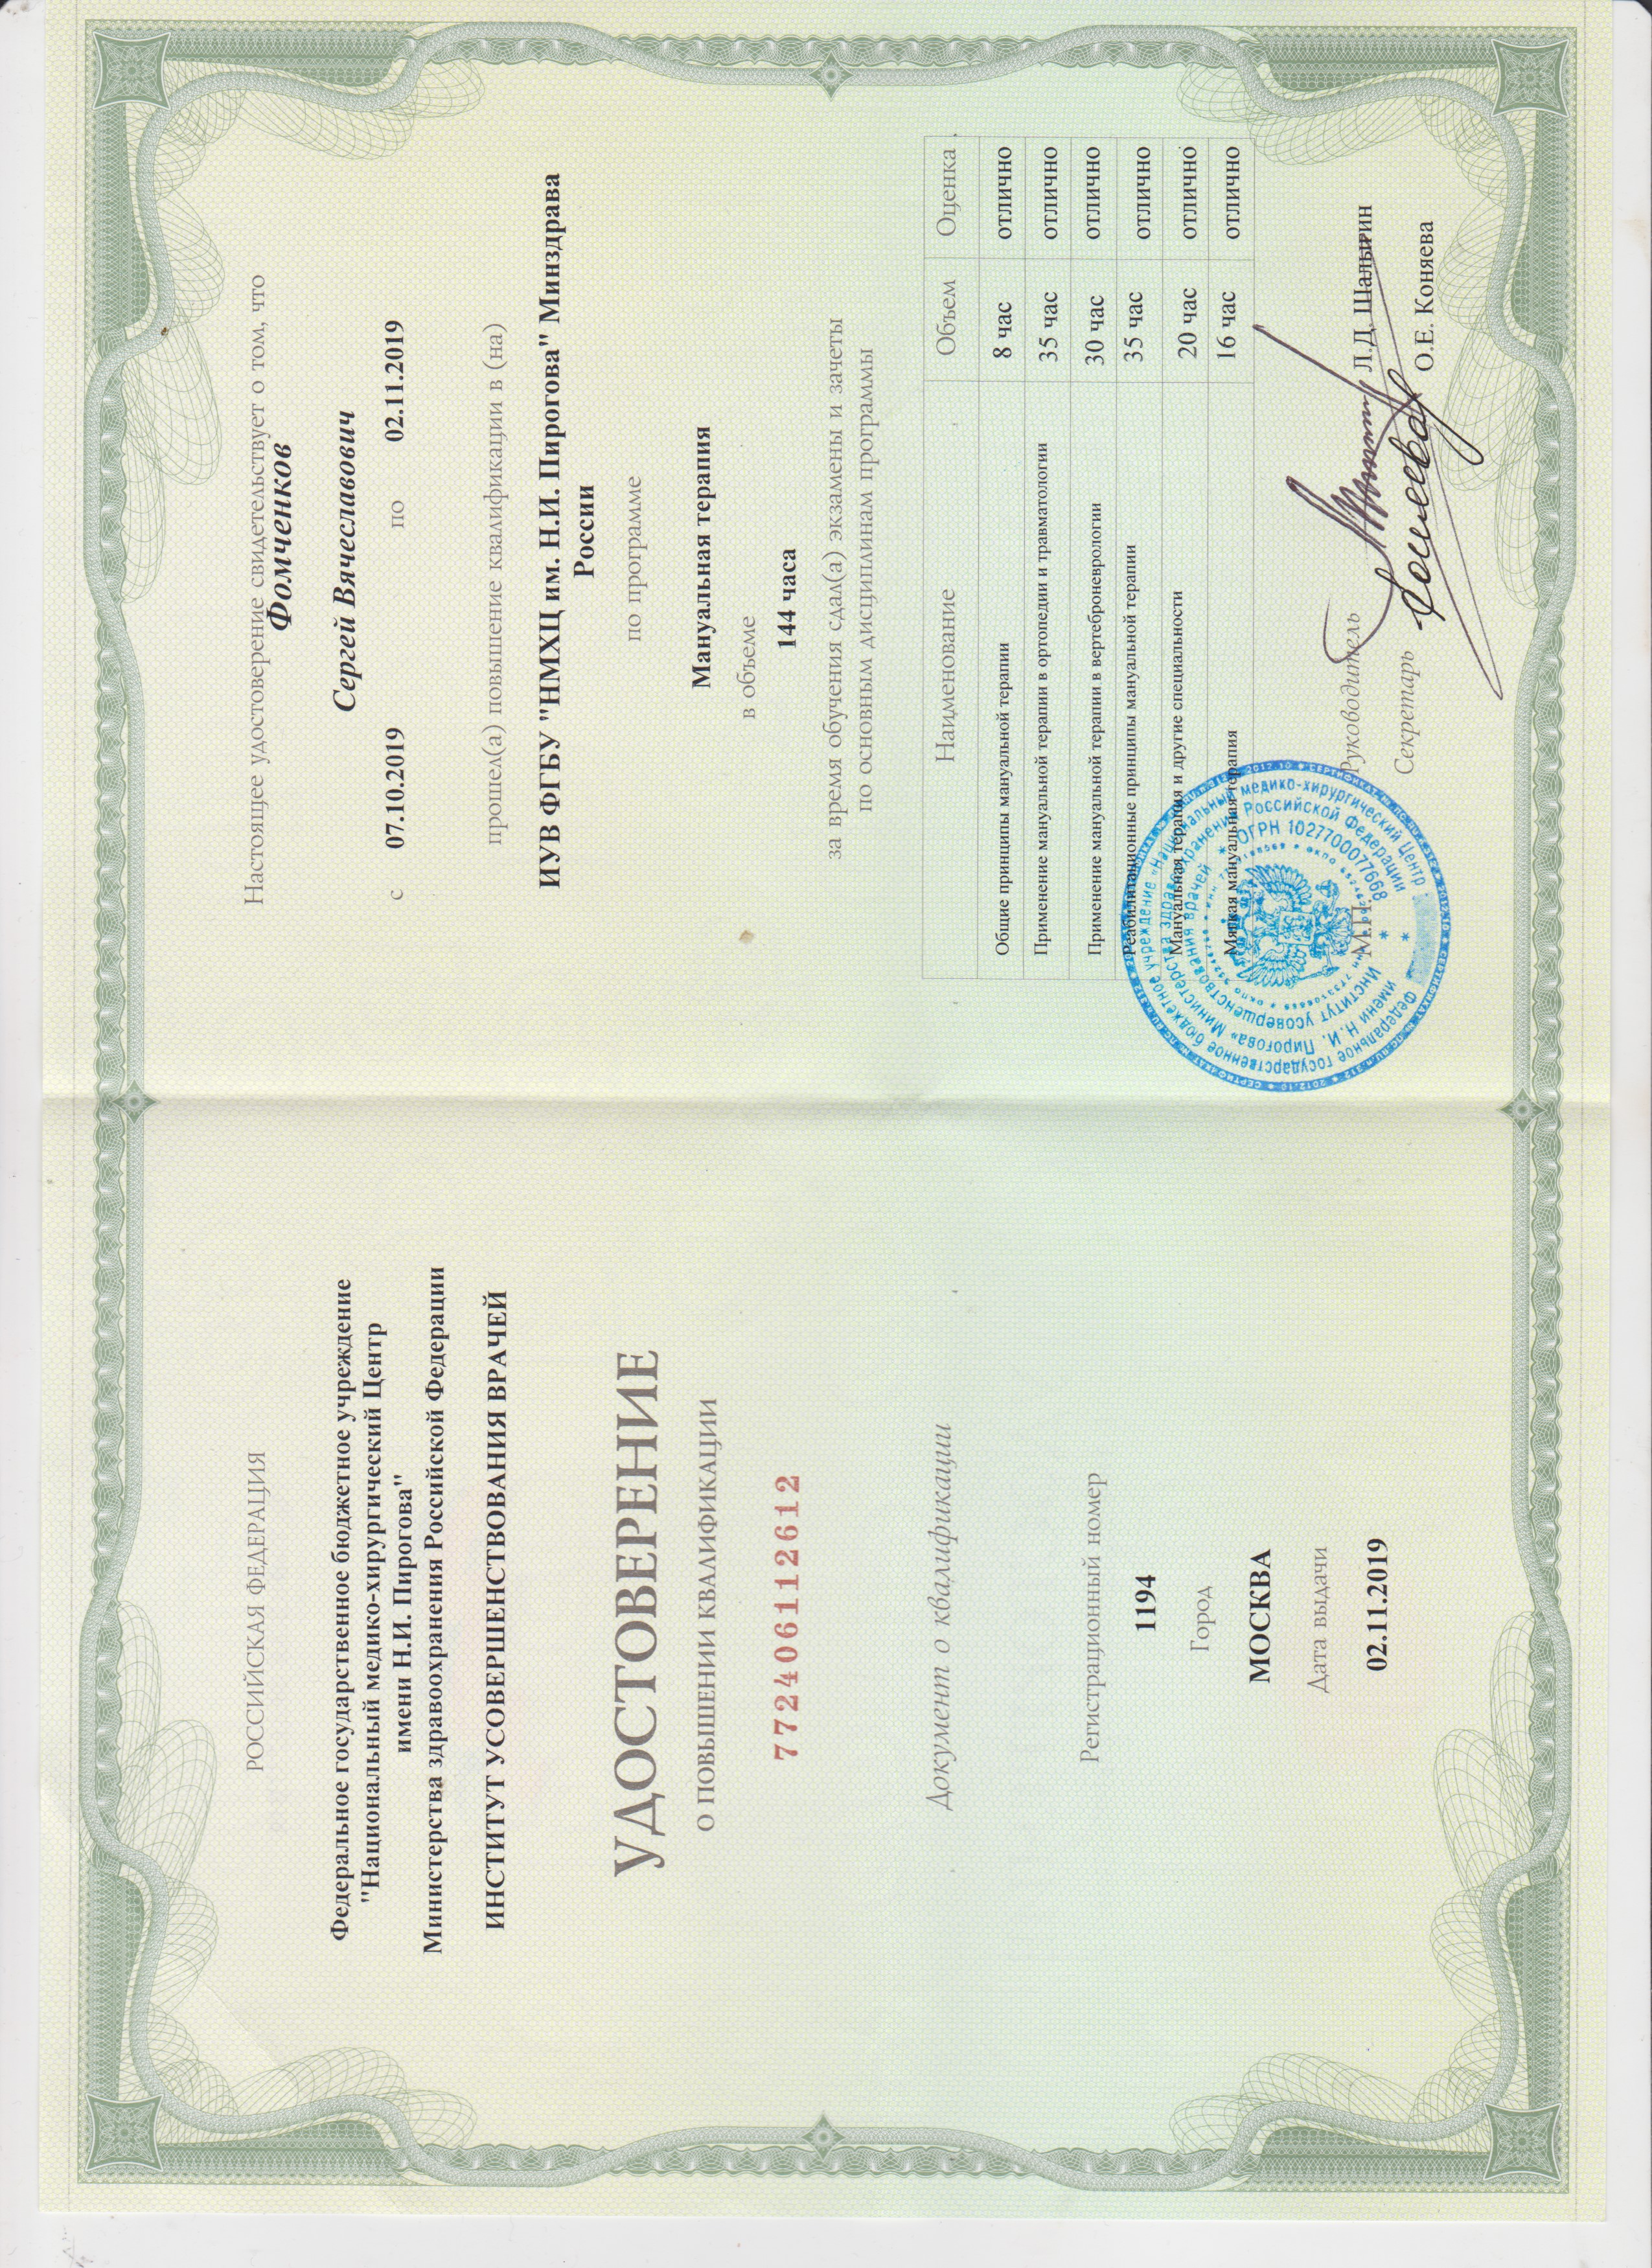 РОССИЙСКАЯ ФЕДЕРАЦИЯ
Федеральное государственное бюджетное учреждение
"Национальный медико-хирургический Центр
имени Н.И. Пирогова"
Министерства здравоохранения Российской Федерации
ИНСТИТУТ УСОВЕРШЕНСТВОВАНИЯ ВРАЧЕЙ
УДОСТОВЕРЕНИЕ
О ПОВЫШЕНИИ КВАЛИФИКАЦИИ
772406112612
Документ о квалификации
Регистрационный номер
1194
Город
МОСКВА
Дата выдачи
02.11.2019
Настоящее удостоверение свидетельствует о том, что
Фомченков
Сергей Вячеславович
с 07.10.2019 по 02.11.2019
прошел(а) повышение квалификации в (на)
ИУВ ФГБУ "НМХЦ им. Н.И. Пирогова" Минздрава
России
по программе
Мануальная терапия
в объеме
144 часа
за время обучения сдал(а) экзамены и зачеты
по основным дисциплинам программы
Наименование Объем Оценка
Общие принципы мануальной терапии 8 час отлично
Применение мануальной терапии в ортопедии и травматологии 35 час отлично
Применение мануальной терапии в вертеброневрологии 30 час отлично
Реабилитационные принципы мануальной терапии 35 час отлично
Мануальная терапия и другие специальности 20 час отлично
Мягкая мануальная терапия 16 час отлично
Федеральное государственное бюджетное учреждение «Национальный медико-хирургический Центр
имени Н.И. Пирогова» Министерства здравоохранения Российской Федерации
Институт усовершенствования врачей * ОГРН 1027700077668
М.П.
Руководитель Л.Д. Шалыгин
Секретарь О.Е. Коняева